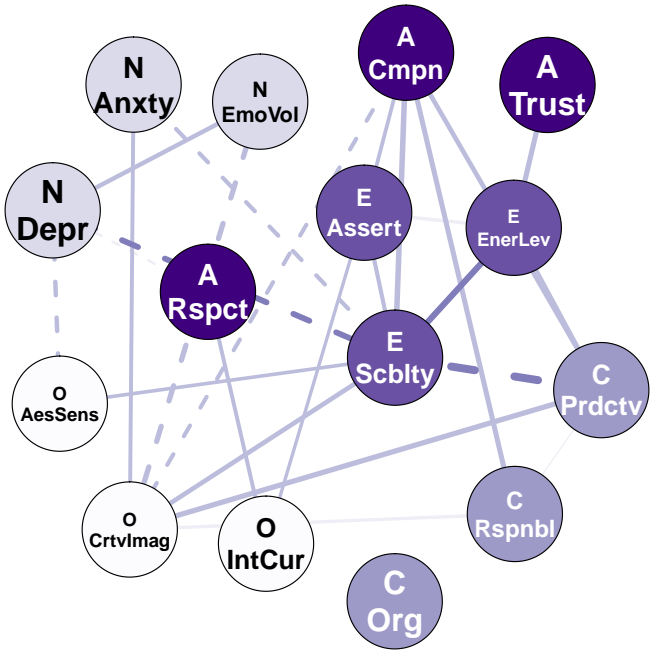 A
Cmpn
N
Anxty
A
Trust
N
EmoVol
N
Depr
E
Assert
E
EnerLev
A
Rspct
E
Scblty
C
Prdctv
O
AesSens
O
CrtvImag
O
IntCur
C
Rspnbl
C
Org